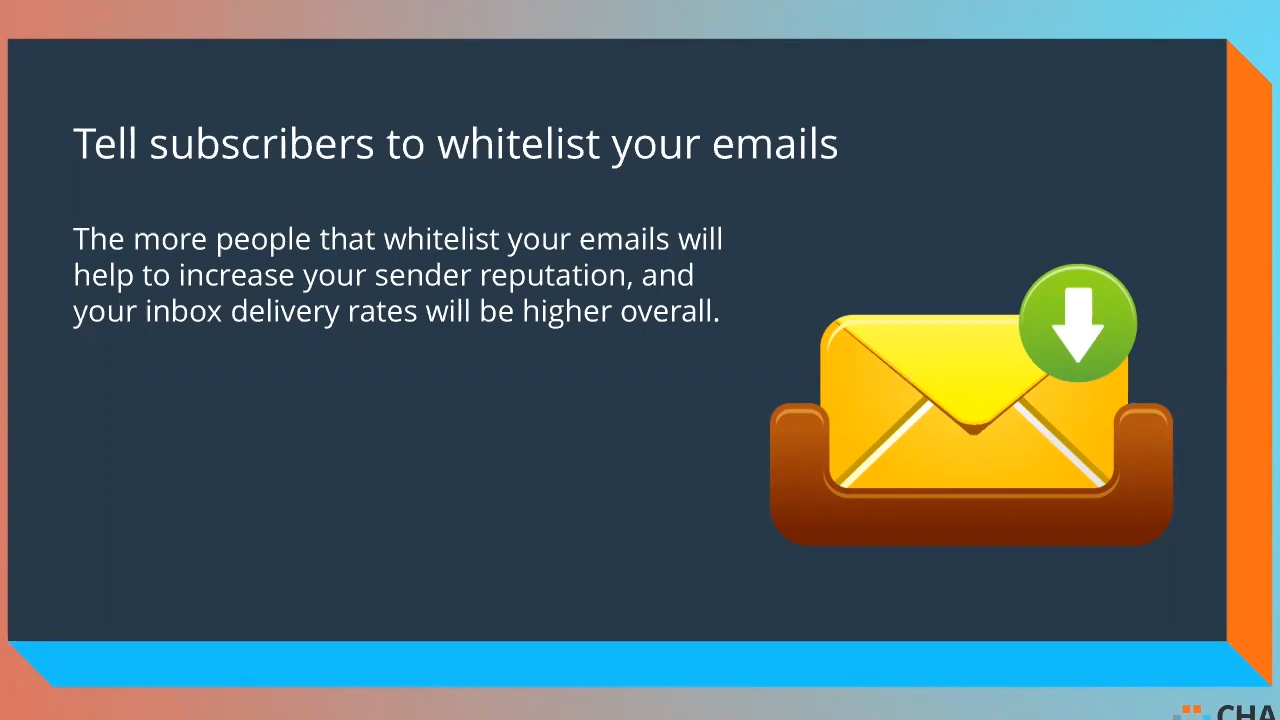 Tell subscribers to whitelist your emails
The more people that whitelist your emails will
help to increase your sender reputation, and
your inbox delivery rates will be higher overall.
CHA